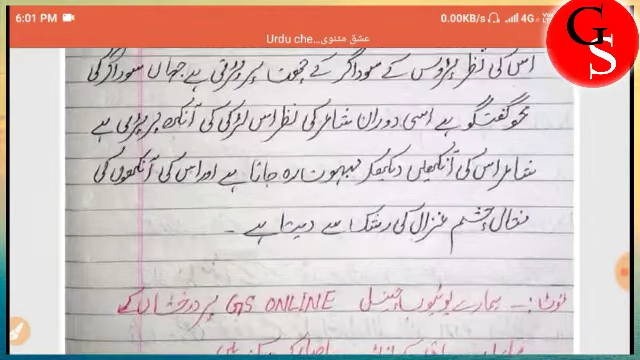 6:01 PM 0.00KB/s 4G
Urdu che...عشق مثنوی
GS
اس کی نظر پڑوس کے سوداگر کے چھت پر پڑتی ہے جہاں سوداگر کی
محو گفتگو ہے اسی دوران شاعر کی نظر اس لڑکی کی آنکھ پر پڑتی ہے
شاعر اس کی آنکھیں دیکھکر مبہوت رہ جاتا ہے اور اس کی آنکھوں کی
مثال چشم غزال کی رشک سے دیتا ہے ۔
نوٹ :- ہمارے یوٹیوب چینل GS ONLINE پر درخشاں کے